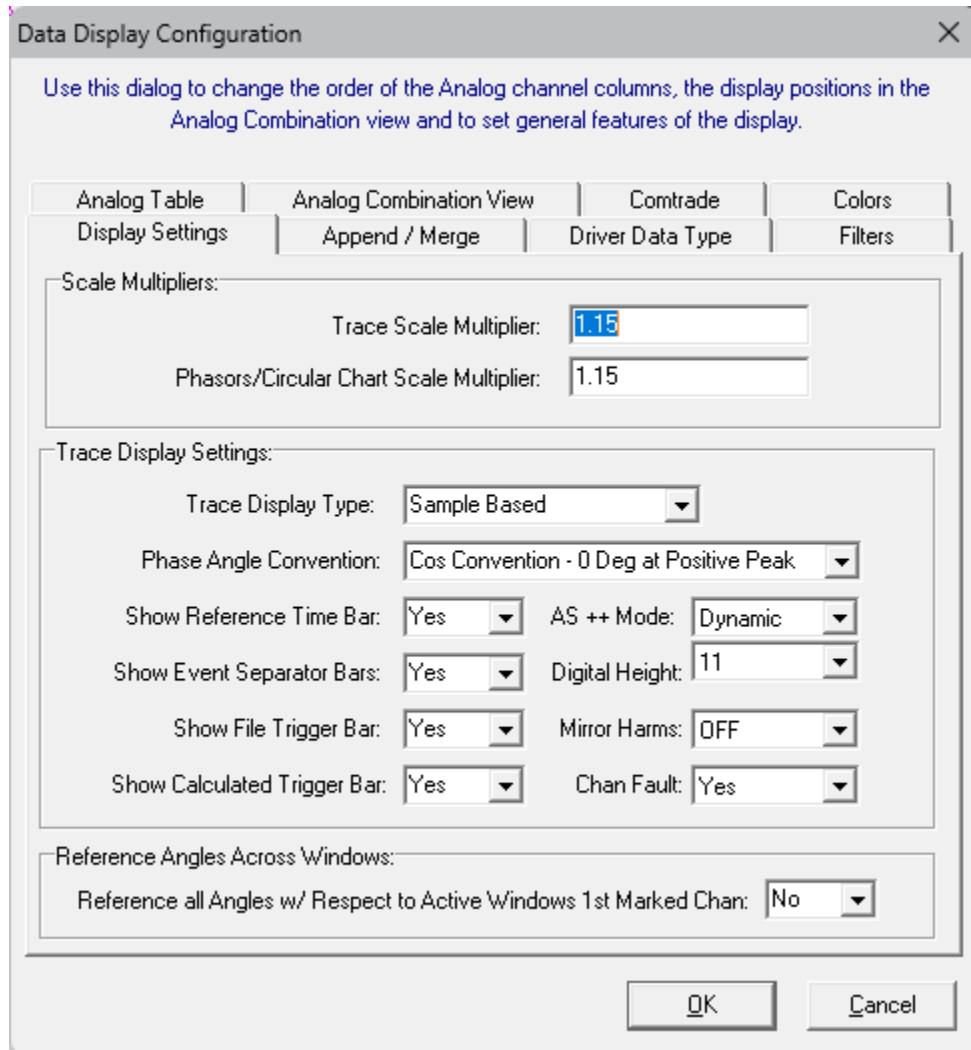 Data Display Configuration
Use this dialog to change the order of the Analog channel columns, the display positions in the
Analog Combination view and to set general features of the display.
Analog Table
Analog Combination View
Comtrade
Colors
Display Settings
Append / Merge
Driver Data Type
Filters
Scale Multipliers:
Trace Scale Multiplier: 1.15
Phasors/Circular Chart Scale Multiplier: 1.15
Trace Display Settings:
Trace Display Type: Sample Based
Phase Angle Convention: Cos Convention - 0 Deg at Positive Peak
Show Reference Time Bar: Yes AS ++ Mode: Dynamic
Show Event Separator Bars: Yes Digital Height: 11
Show File Trigger Bar: Yes Mirror Harms: OFF
Show Calculated Trigger Bar: Yes Chan Fault: Yes
Reference Angles Across Windows:
Reference all Angles w/ Respect to Active Windows 1st Marked Chan: No
OK Cancel